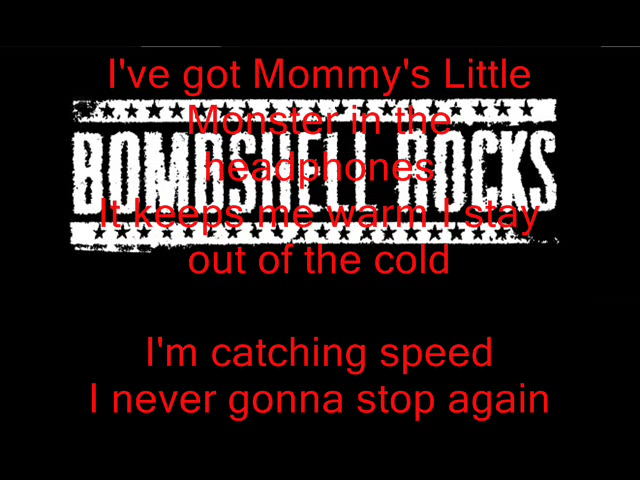 I've got Mommy's Little
Monster in the
BOMBSHELL ROCKS
headphones
It keeps me warm I stay
out of the cold
I'm catching speed
I never gonna stop again